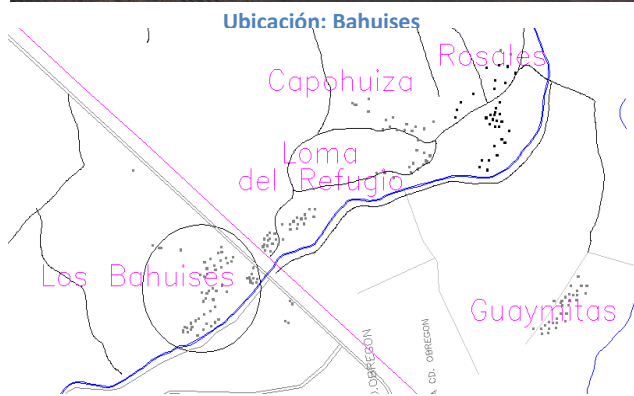 Ubicación: Bahuises
Rosales
Capohuiza
Loma
del Refugio
Los Bahuises
Guaymitas
D.OBREGON
A CD. OBREGON